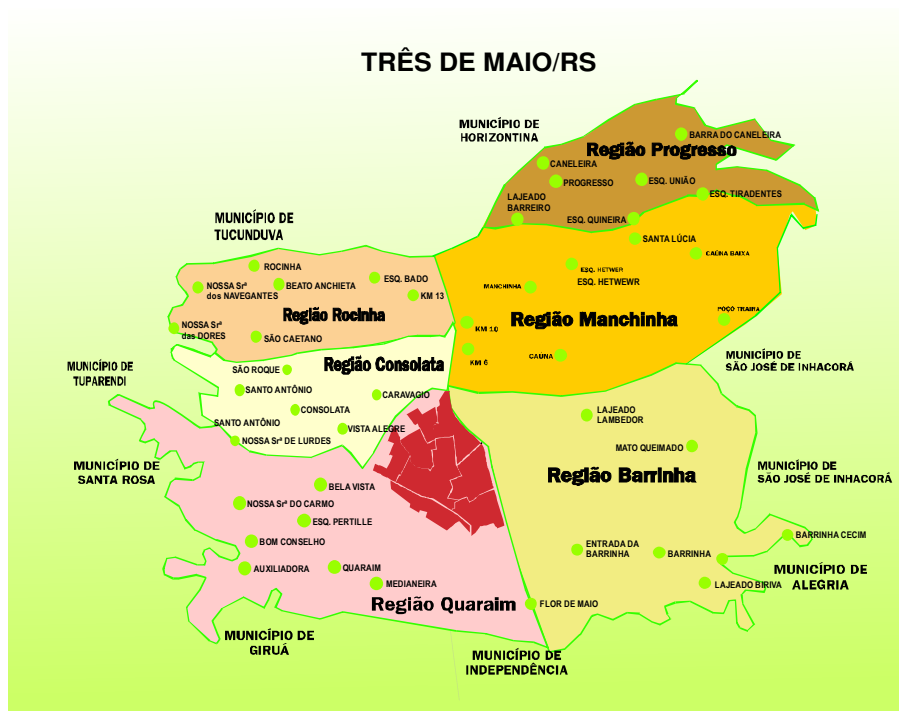 TRÊS DE MAIO/RS
MUNICÍPIO DE
HORIZONTINA
BARRA DO CANELEIRA
Região Progresso
CANELEIRA
PROGRESSO
ESQ. UNIÃO
ESQ. TIRADENTES
LAJEADO
BARREIRO
ESQ. QUINEIRA
MUNICÍPIO DE
TUCUNDUVA
SANTA LÚCIA
CAÚNA BAIXA
ROCINHA
ESQ. HETWER
ESQ. HETWEWR
ESQ. BADO
NOSSA Srª
dos NAVEGANTES
BEATO ANCHIETA
KM 13
MANCHINHA
Região Rocinha
Região Manchinha
POÇO TRAIRA
NOSSA Srª
das DORES
SÃO CAETANO
KM 10
KM 6
CAÚNA
MUNICÍPIO DE
TUPARENDI
Região Consolata
SÃO ROQUE
MUNICÍPIO DE
SÃO JOSÉ DE INHACORÁ
SANTO ANTÔNIO
CARAVAGIO
CONSOLATA
SANTO ANTÔNIO
VISTA ALEGRE
NOSSA Srª DE LURDES
LAJEADO
LAMBEDOR
MATO QUEIMADO
MUNICÍPIO DE
SANTA ROSA
Região Barrinha
MUNICÍPIO DE
SÃO JOSÉ DE INHACORÁ
BELA VISTA
NOSSA Srª DO CARMO
ESQ. PERTILLE
BOM CONSELHO
AUXILIADORA
QUARAIM
MEDIANEIRA
Região Quaraim
ENTRADA DA
BARRINHA
BARRINHA
BARRINHA CECIM
MUNICÍPIO DE
ALEGRIA
LAJEADO BIRIVA
FLOR DE MAIO
MUNICÍPIO DE
GIRUÁ
MUNICÍPIO DE
INDEPENDÊNCIA